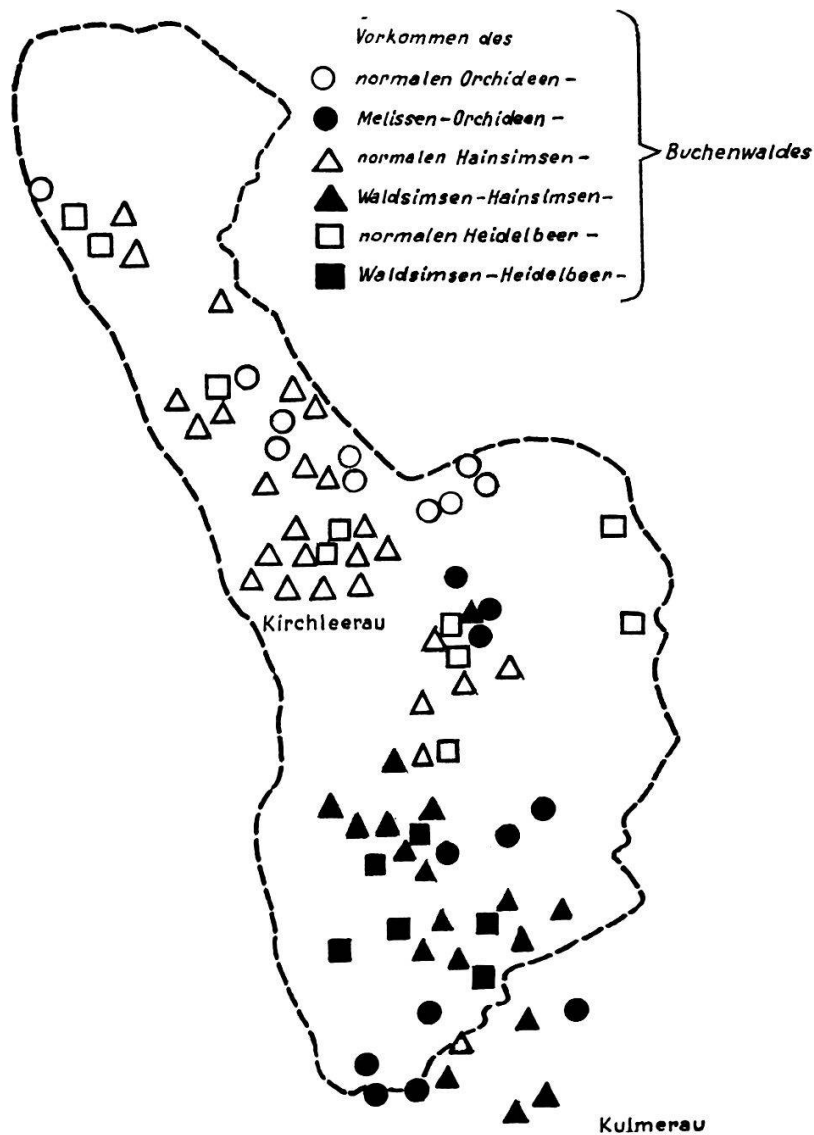 Vorkommen des
normalen Orchideen-
Melissen-Orchideen-
normalen Hainsimsen-
Waldsimsen-Hainsimsen-
normalen Heidelbeer-
Waldsimsen-Heidelbeer-
Buchenwaldes
Kirchleerau
Kulmerau